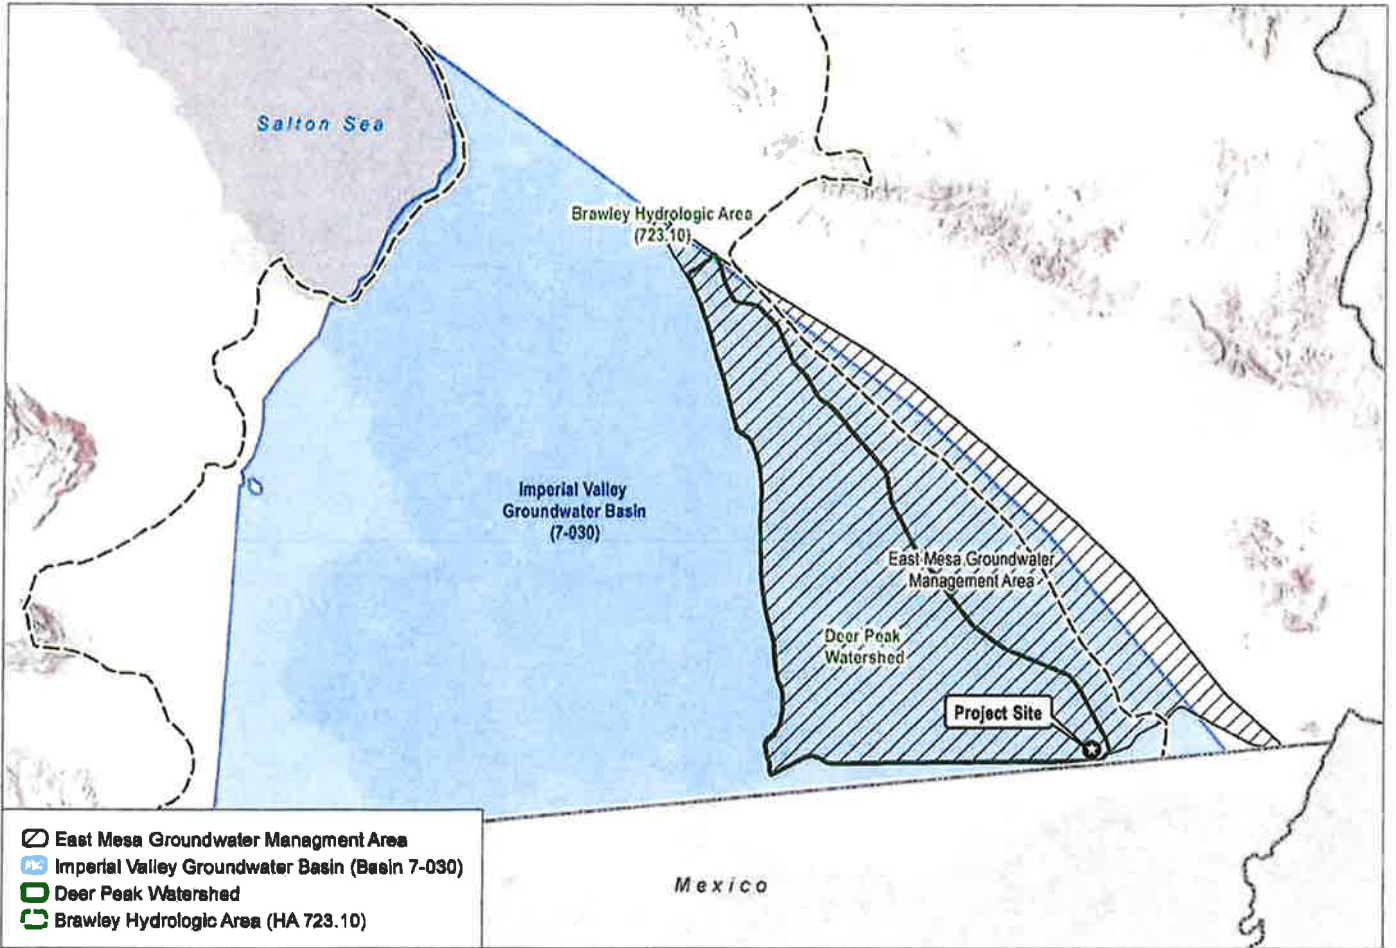 Salton Sea
Brawley Hydrologic Area
(723.10)
Imperial Valley
Groundwater Basin
(7-030)
East Mesa Groundwater
Management Area
Deer Peak
Watershed
Project Site
East Mesa Groundwater Managment Area
Imperial Valley Groundwater Basin (Basin 7-030)
Deer Peak Watershed
Brawley Hydrologic Area (HA 723.10)
Mexico